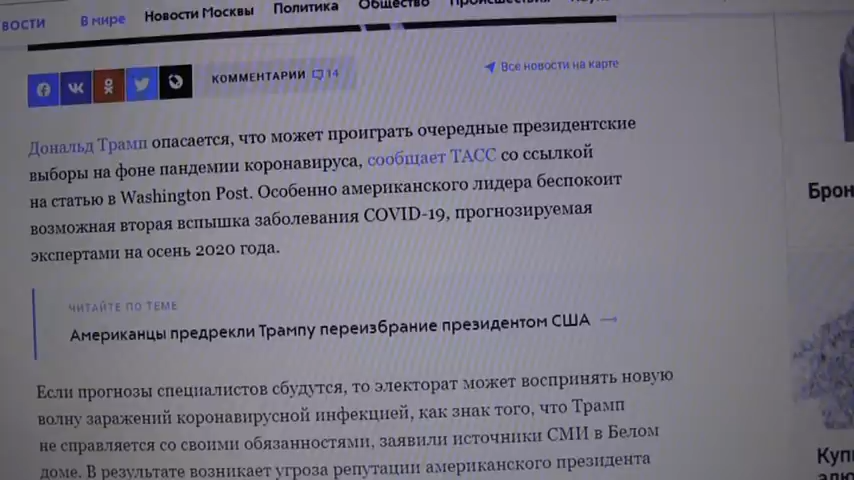 вости В мире Новости Москвы Политика Общество Происшествия
КОММЕНТАРИИ 14 Все новости на карте
Дональд Трамп опасается, что может проиграть очередные президентские
выборы на фоне пандемии коронавируса, сообщает ТАСС со ссылкой
на статью в Washington Post. Особенно американского лидера беспокоит
возможная вторая вспышка заболевания COVID-19, прогнозируемая
экспертами на осень 2020 года.
Брон
ЧИТАЙТЕ ПО ТЕМЕ
Американцы предрекли Трампу переизбрание президентом США →
Если прогнозы специалистов сбудутся, то электорат может воспринять новую
волну заражений коронавирусной инфекцией, как знак того, что Трамп
не справляется со своими обязанностями, заявили источники СМИ в Белом
доме. В результате возникает угроза репутации американского президента
Купи